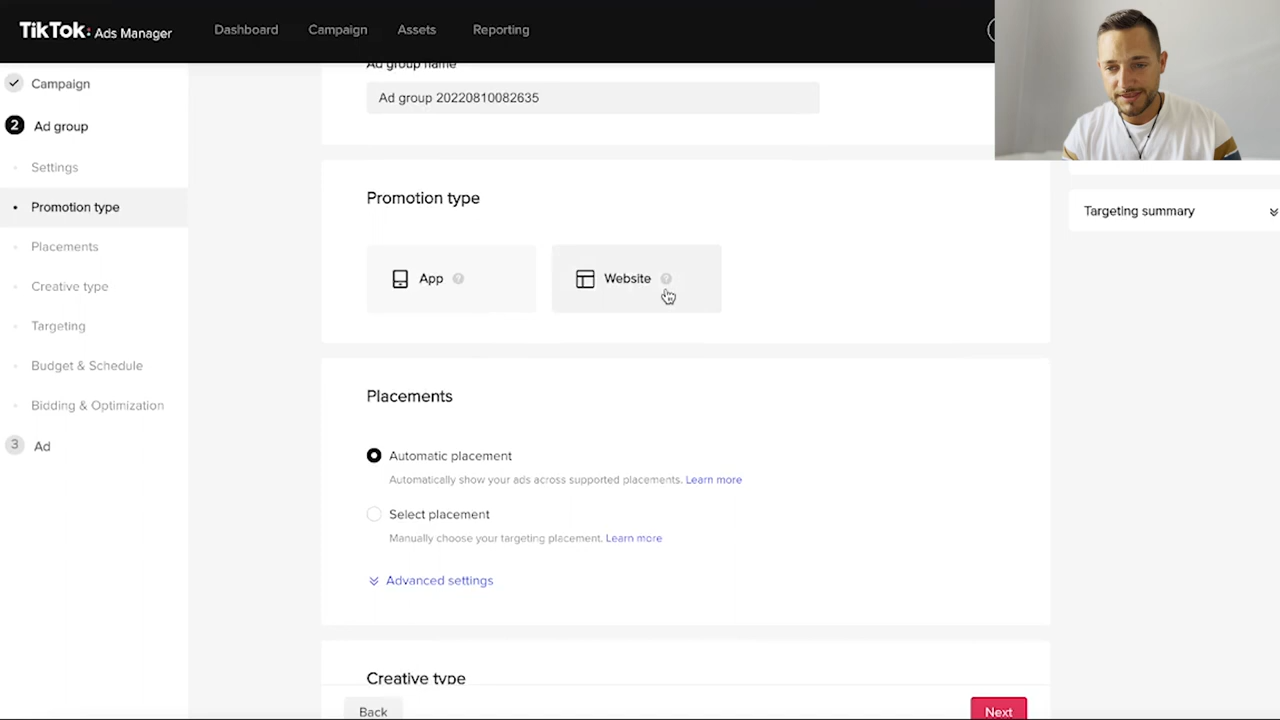 TikTok: Ads Manager
Dashboard
Campaign
Assets
Reporting
Campaign
2 Ad group
Settings
Promotion type
Placements
Creative type
Targeting
Budget & Schedule
Bidding & Optimization
3 Ad
Ad group name
Ad group 20220810082635
Promotion type
App ?
Website ?
Placements
Automatic placement
Automatically show your ads across supported placements. Learn more
Select placement
Manually choose your targeting placement. Learn more
Advanced settings
Creative type
Back
Next
Targeting summary